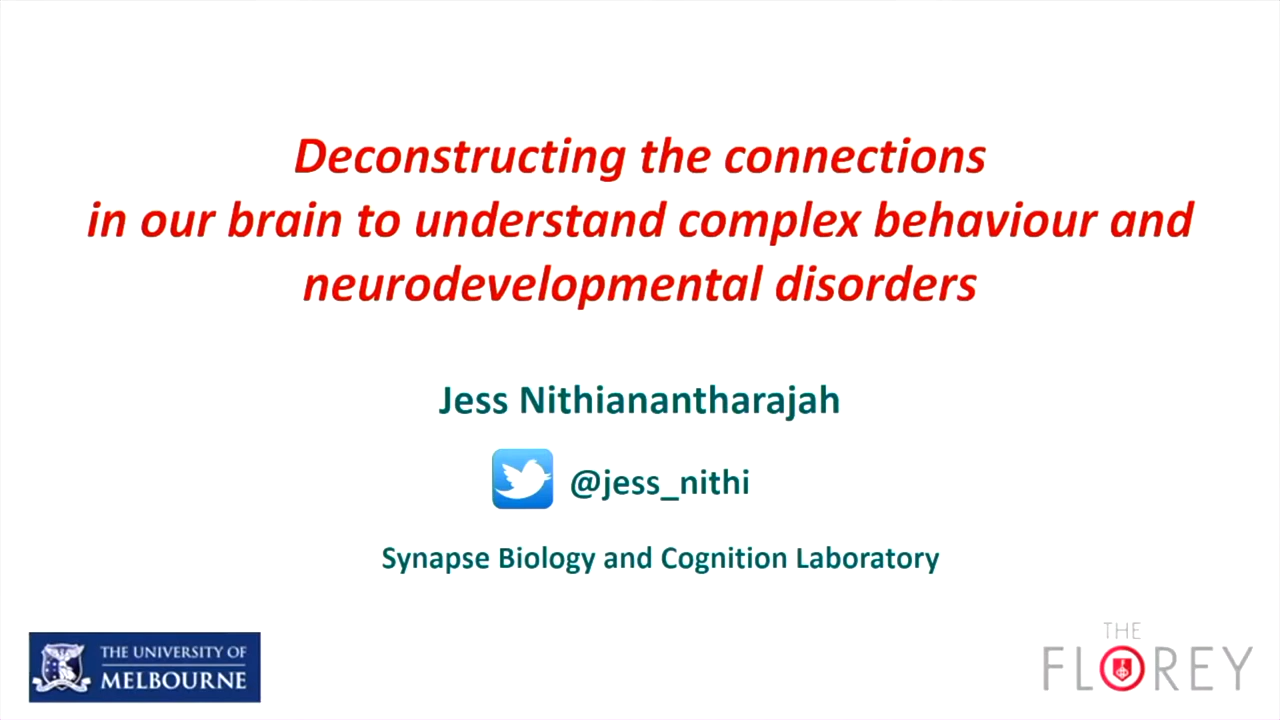 Deconstructing the connections
in our brain to understand complex behaviour and
neurodevelopmental disorders
Jess Nithianantharajah
@jess_nithi
Synapse Biology and Cognition Laboratory
THE UNIVERSITY OF
MELBOURNE
THE
FLOREY